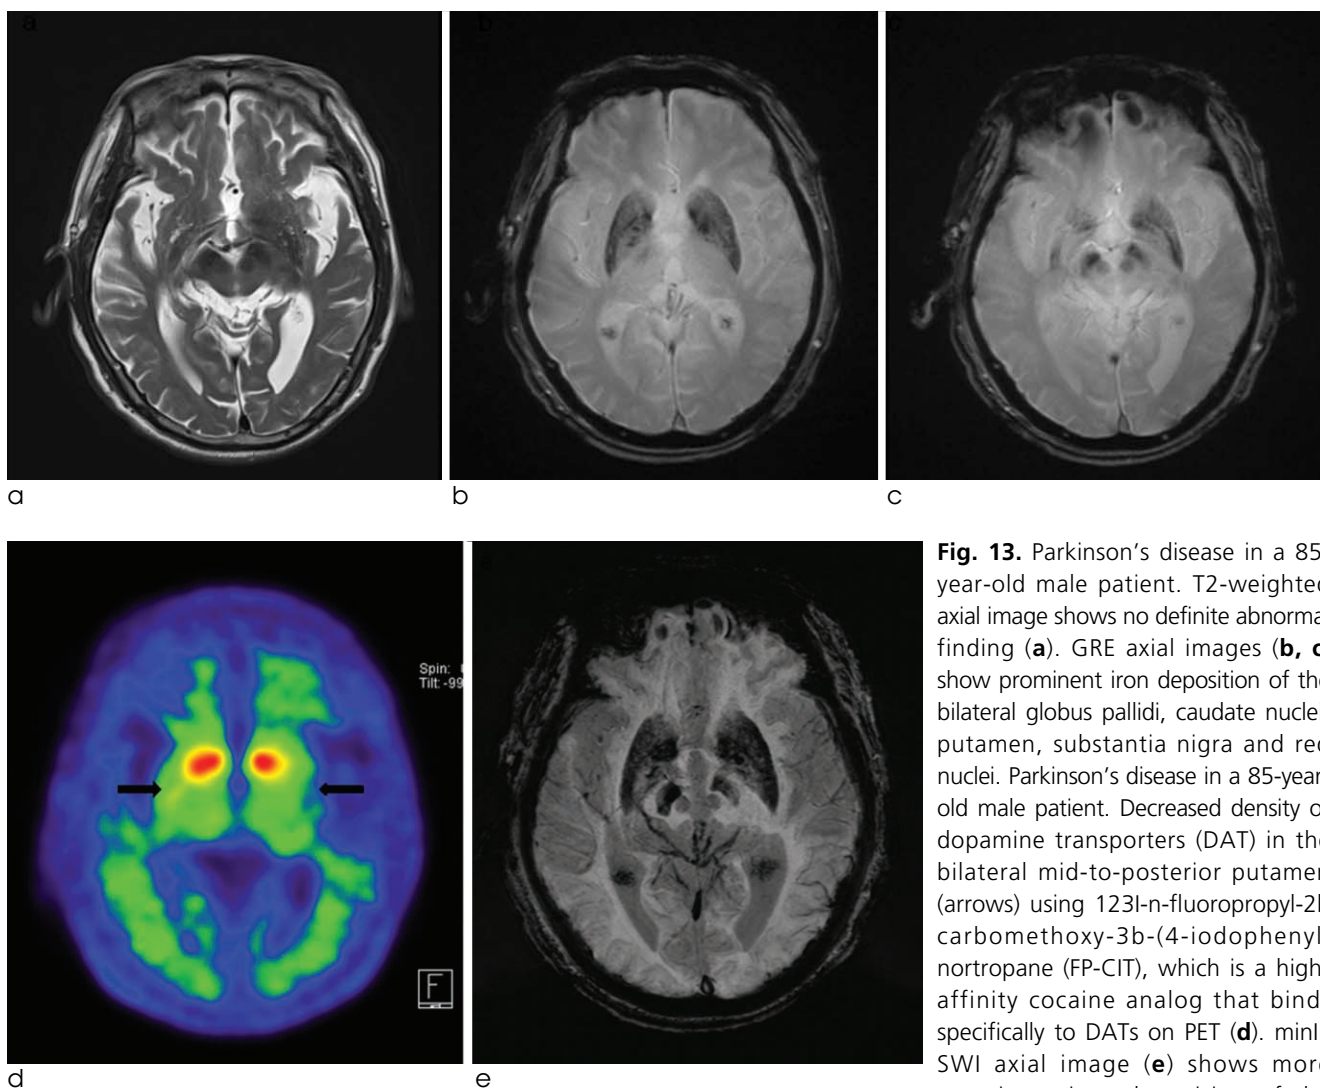 a
b
c
a
b
c
Spin:
Tilt: -99
F
d
e
Fig. 13. Parkinson’s disease in a 85
year-old male patient. T2-weighted
axial image shows no definite abnorma
finding (a). GRE axial images (b, c
show prominent iron deposition of the
bilateral globus pallidi, caudate nuclei
putamen, substantia nigra and red
nuclei. Parkinson’s disease in a 85-year
old male patient. Decreased density o
dopamine transporters (DAT) in the
bilateral mid-to-posterior putamen
(arrows) using 123I-n-fluoropropyl-2
carbomethoxy-3b-(4-iodophenyl
nortropane (FP-CIT), which is a high
affinity cocaine analog that bind
specifically to DATs on PET (d). minI
SWI axial image (e) shows more